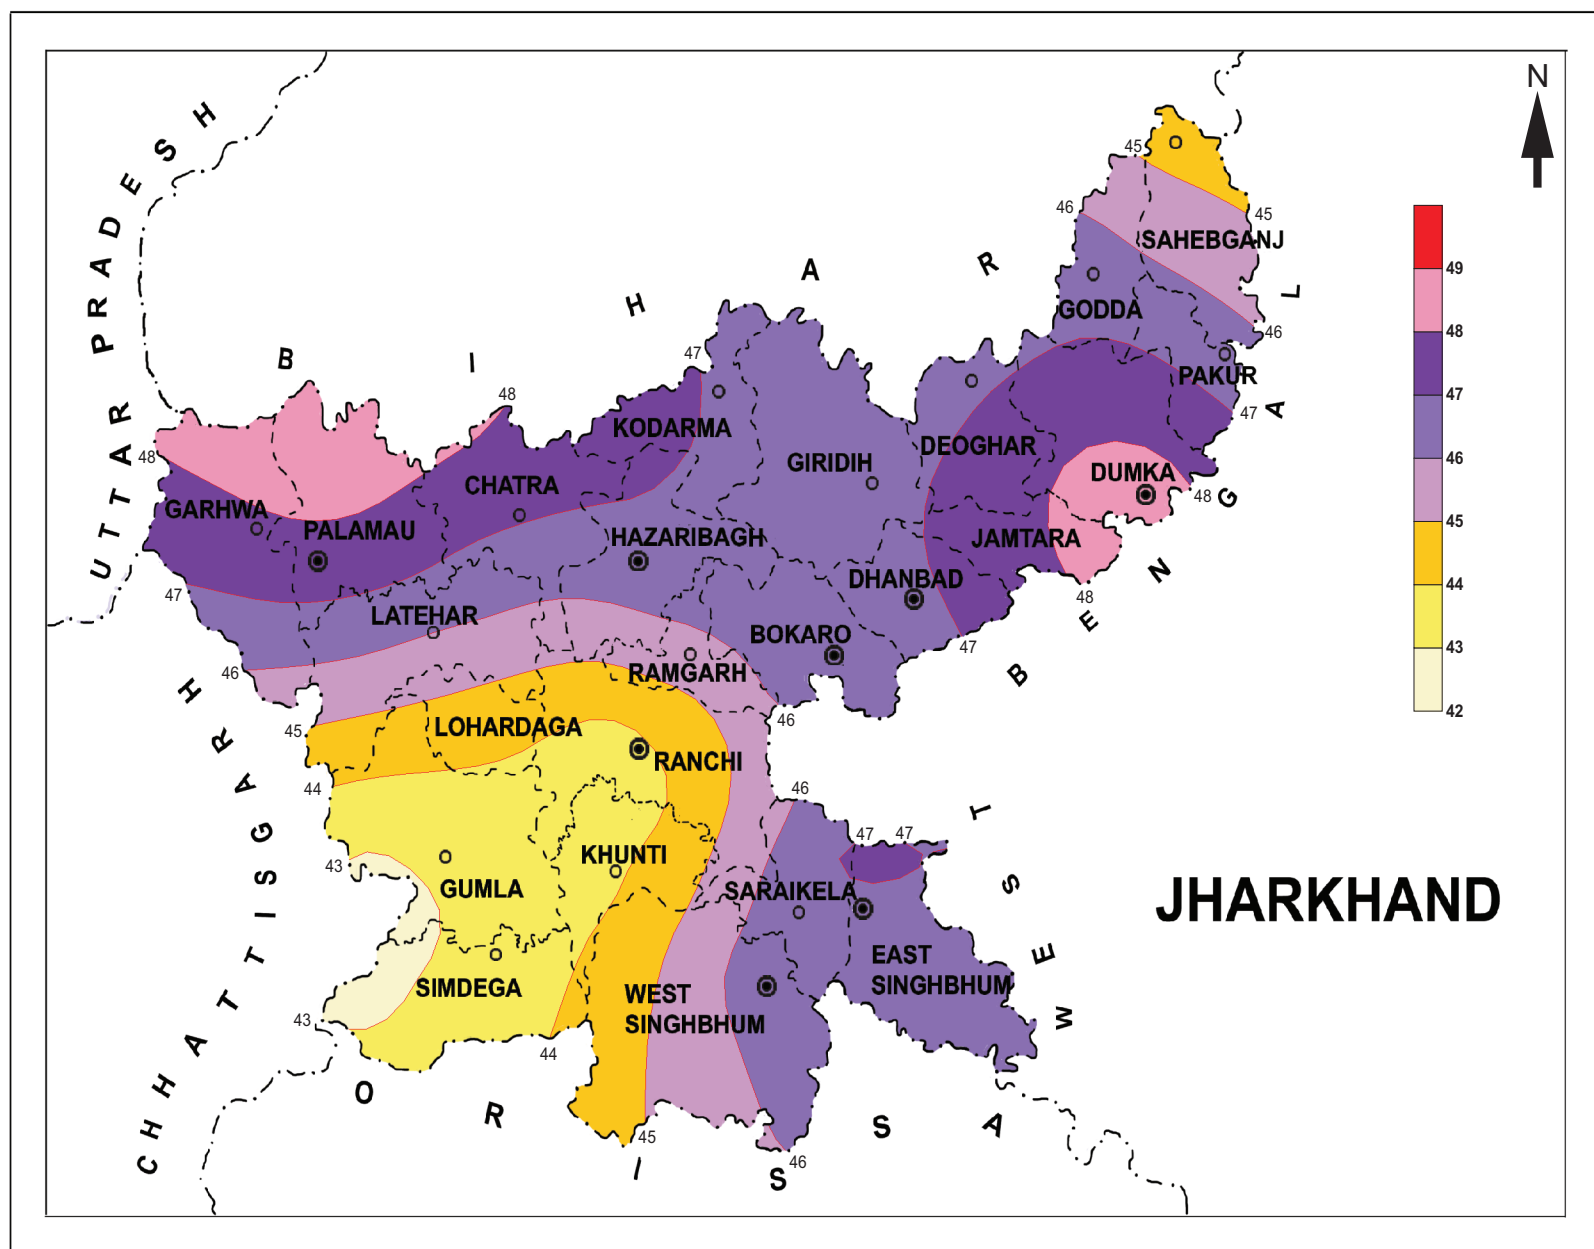 N
UTTAR PRADESH
BIHAR
WEST BENGAL
CHHATTISGARH
ORISSA
JHARKHAND
45
45
46
46
SAHEBGANJ
GODDA
PAKUR
47
47
48
48
KODARMA
CHATRA
GIRIDIH
DEOGHAR
DUMKA
48
GARHWA
PALAMAU
HAZARIBAGH
JAMTARA
DHANBAD
48
47
LATEHAR
BOKARO
47
46
RAMGARH
46
45
LOHARDAGA
RANCHI
44
46
47
47
43
KHUNTI
GUMLA
SARAIKELA
EAST
SINGHBHUM
SIMDEGA
WEST
SINGHBHUM
43
44
45
46
49
48
47
46
45
44
43
42